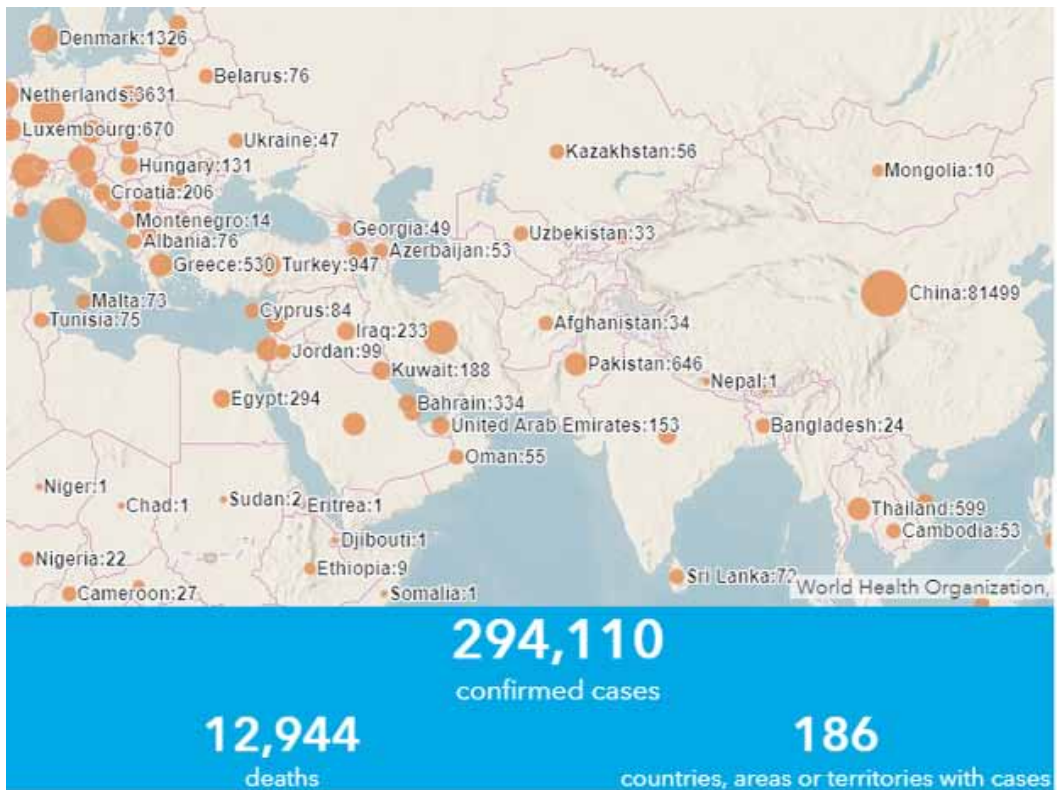 Denmark:1326
Belarus:76
Netherlands:3631
Luxembourg:670
Ukraine:47
Hungary:131
Kazakhstan:56
Mongolia:10
Croatia:206
Montenegro:14
Georgia:49
Uzbekistan:33
Albania:76
Azerbaijan:53
Greece:530
Turkey:947
China:81499
Malta:73
Cyprus:84
Tunisia:75
Iraq:233
Afghanistan:34
Jordan:99
Pakistan:646
Kuwait:188
Nepal:1
Egypt:294
Bahrain:334
United Arab Emirates:153
Bangladesh:24
Oman:55
Niger:1
Chad:1
Sudan:2
Eritrea:1
Thailand:599
Cambodia:53
Djibouti:1
Nigeria:22
Ethiopia:9
Sri Lanka:72
World Health Organization,
Cameroon:27
Somalia:1
294,110
confirmed cases
12,944
deaths
186
countries, areas or territories with cases